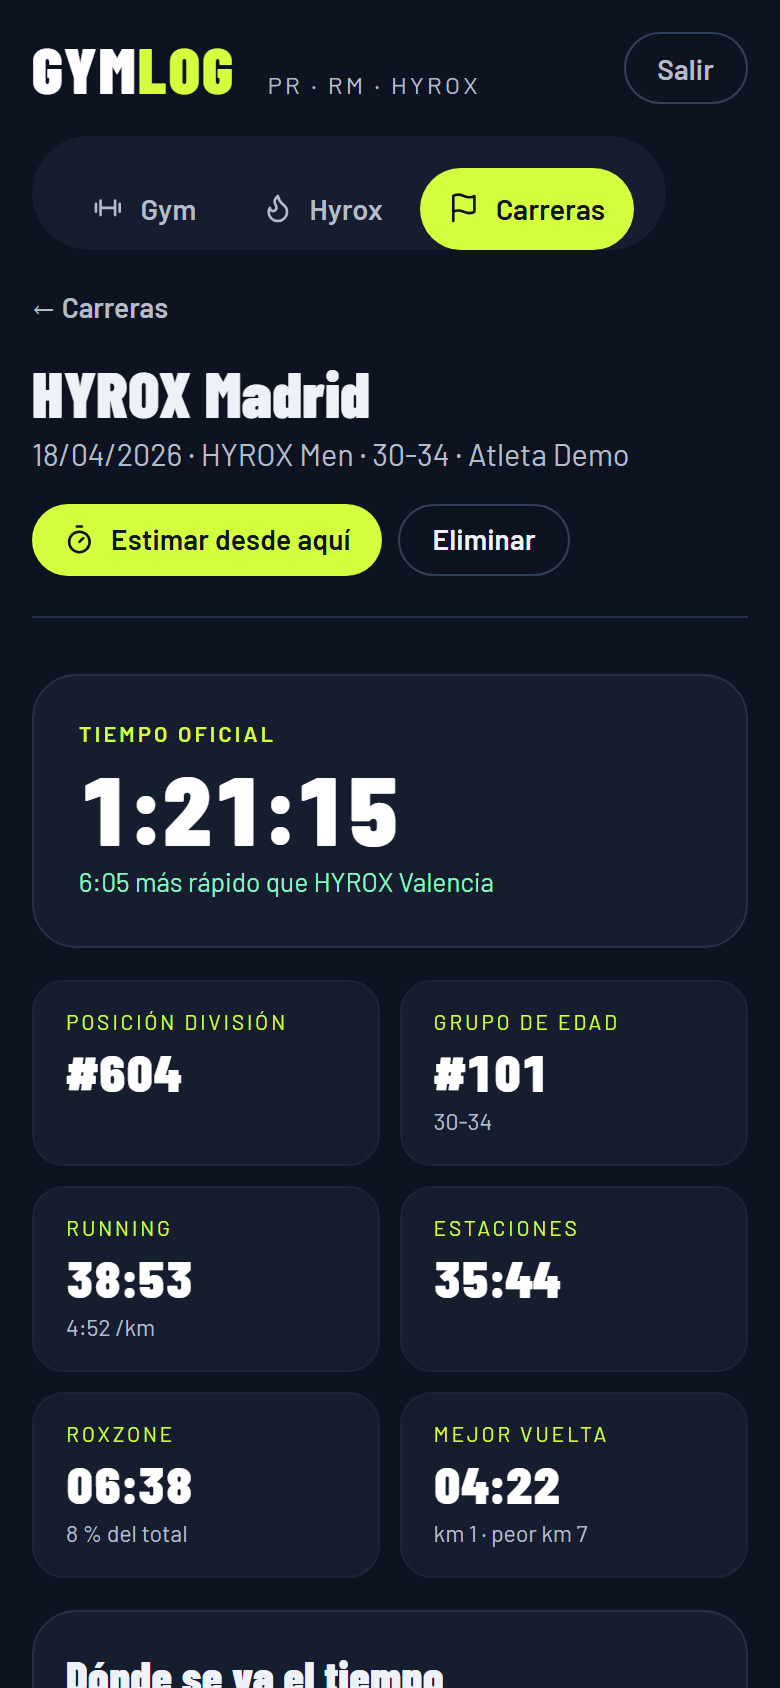 GYMLOG PR · RM · HYROX Salir
Gym Hyrox Carreras
← Carreras
HYROX Madrid
18/04/2026 · HYROX Men · 30-34 · Atleta Demo
Estimar desde aquí Eliminar
TIEMPO OFICIAL
1:21:15
6:05 más rápido que HYROX Valencia
POSICIÓN DIVISIÓN
#604
GRUPO DE EDAD
#101
30-34
RUNNING
38:53
4:52 /km
ESTACIONES
35:44
ROXZONE
06:38
8 % del total
MEJOR VUELTA
04:22
km 1 · peor km 7
Dónde se va el tiempo